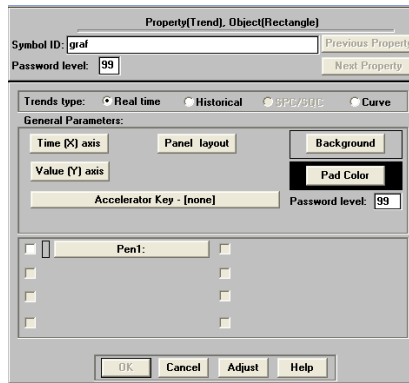 Property(Trend), Object(Rectangle)
Symbol ID: graf Previous Property
Password level: 99 Next Property
Trends type: Real time Historical SPC/SQC Curve
General Parameters:
Time (X) axis Panel layout Background
Value (Y) axis Pad Color
Accelerator Key - [none] Password level: 99
Pen1:
OK Cancel Adjust Help